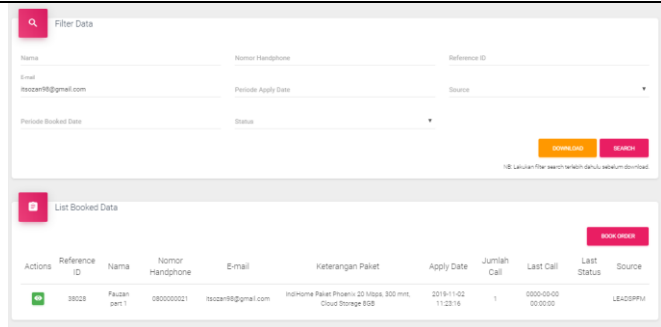 Filter Data
Nama Nomor Handphone Reference ID
E-mail
itsozan98@gmail.com Periode Apply Date Source
Periode Booked Date Status
DOWNLOAD SEARCH
NB: Lakukan filter search terlebih dahulu sebelum download.
List Booked Data
BOOK ORDER
Actions Reference ID Nama Nomor Handphone E-mail Keterangan Paket Apply Date Jumlah Call Last Call Last Status Source
38028 Fauzan part 1 0800000021 itsozan98@gmail.com IndiHome Paket Phoenix 20 Mbps, 300 mnt, Cloud Storage 8GB 2019-11-02 11:23:16 1 0000-00-00 00:00:00 LEADSPFM